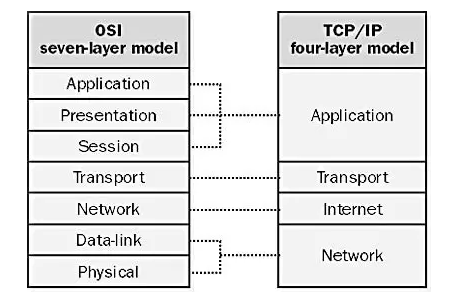 OSI
seven-layer model
Application
Presentation
Session
Transport
Network
Data-link
Physical
TCP/IP
four-layer model
Application
Transport
Internet
Network